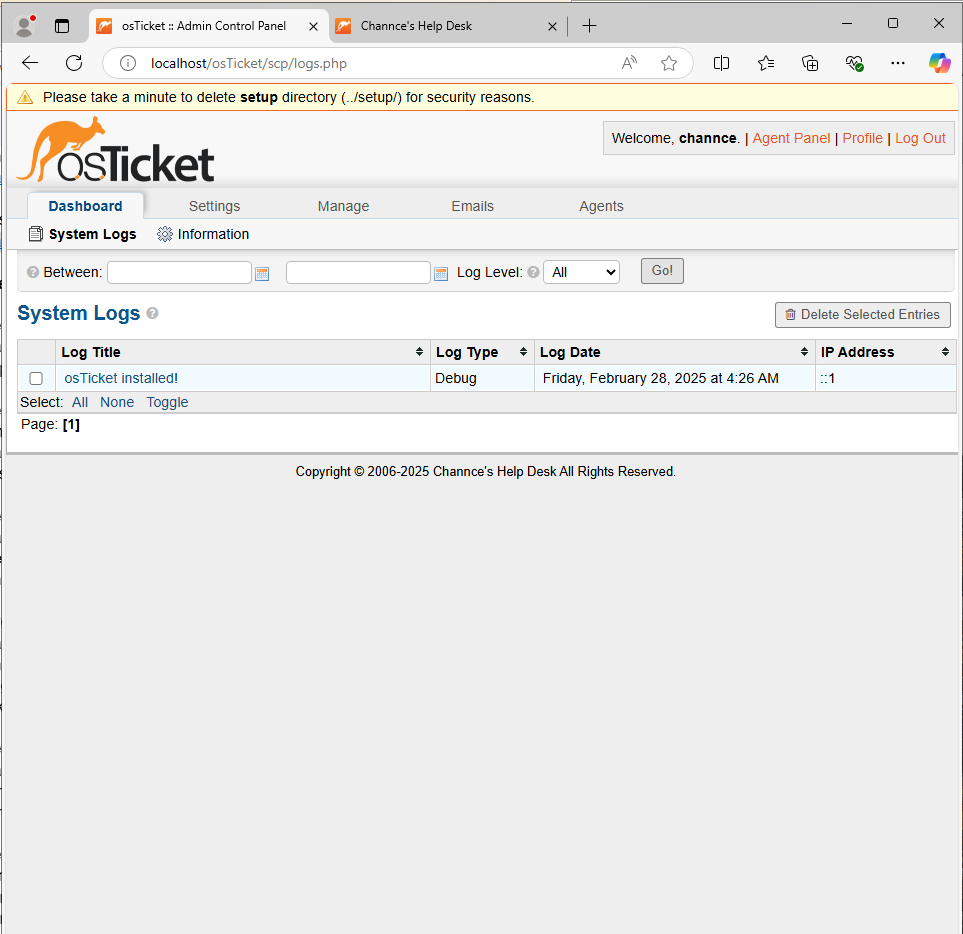 osTicket :: Admin Control Panel
Channce's Help Desk
localhost/osTicket/scp/logs.php
Please take a minute to delete setup directory (../setup/) for security reasons.
osTicket
Welcome, channce. | Agent Panel | Profile | Log Out
Dashboard Settings Manage Emails Agents
System Logs Information
Between: Log Level: All Go!
System Logs Delete Selected Entries
Log Title Log Type Log Date IP Address
osTicket installed! Debug Friday, February 28, 2025 at 4:26 AM ::1
Select: All None Toggle
Page: [1]
Copyright © 2006-2025 Channce's Help Desk All Rights Reserved.